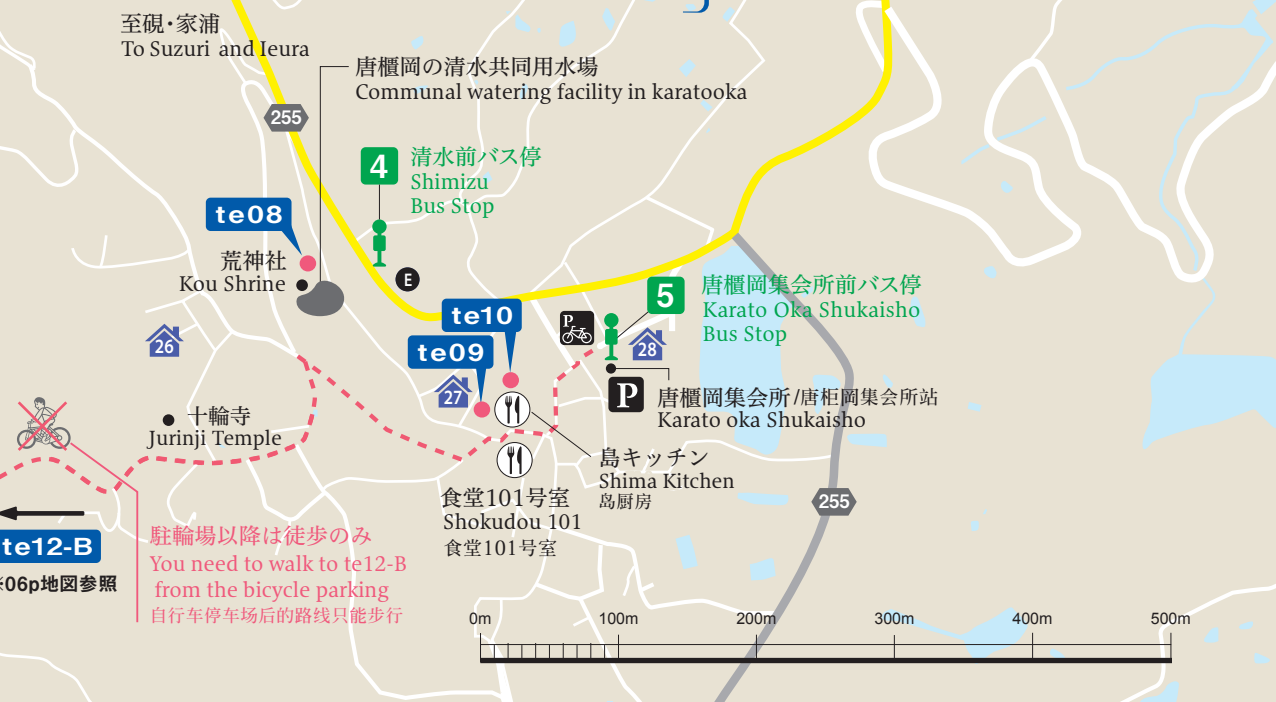 至硯・家浦
To Suzuri and Ieura
唐櫃岡の清水共同用水場
Communal watering facility in karatooka
255
4
清水前バス停
Shimizu
Bus Stop
te08
荒神社
Kou Shrine
E
5
唐櫃岡集会所前バス停
Karato Oka Shukaisho
Bus Stop
te10
te09
P
26
27
28
P
唐櫃岡集会所/唐柜岡集会所站
Karato oka Shukaisho
十輪寺
Jurinji Temple
島キッチン
Shima Kitchen
岛厨房
食堂101号室
Shokudou 101
食堂101号室
255
te12-B
※06p地図参照
駐輪場以降は徒歩のみ
You need to walk to te12-B
from the bicycle parking
自行车停车场后的路线只能步行
0m 100m 200m 300m 400m 500m